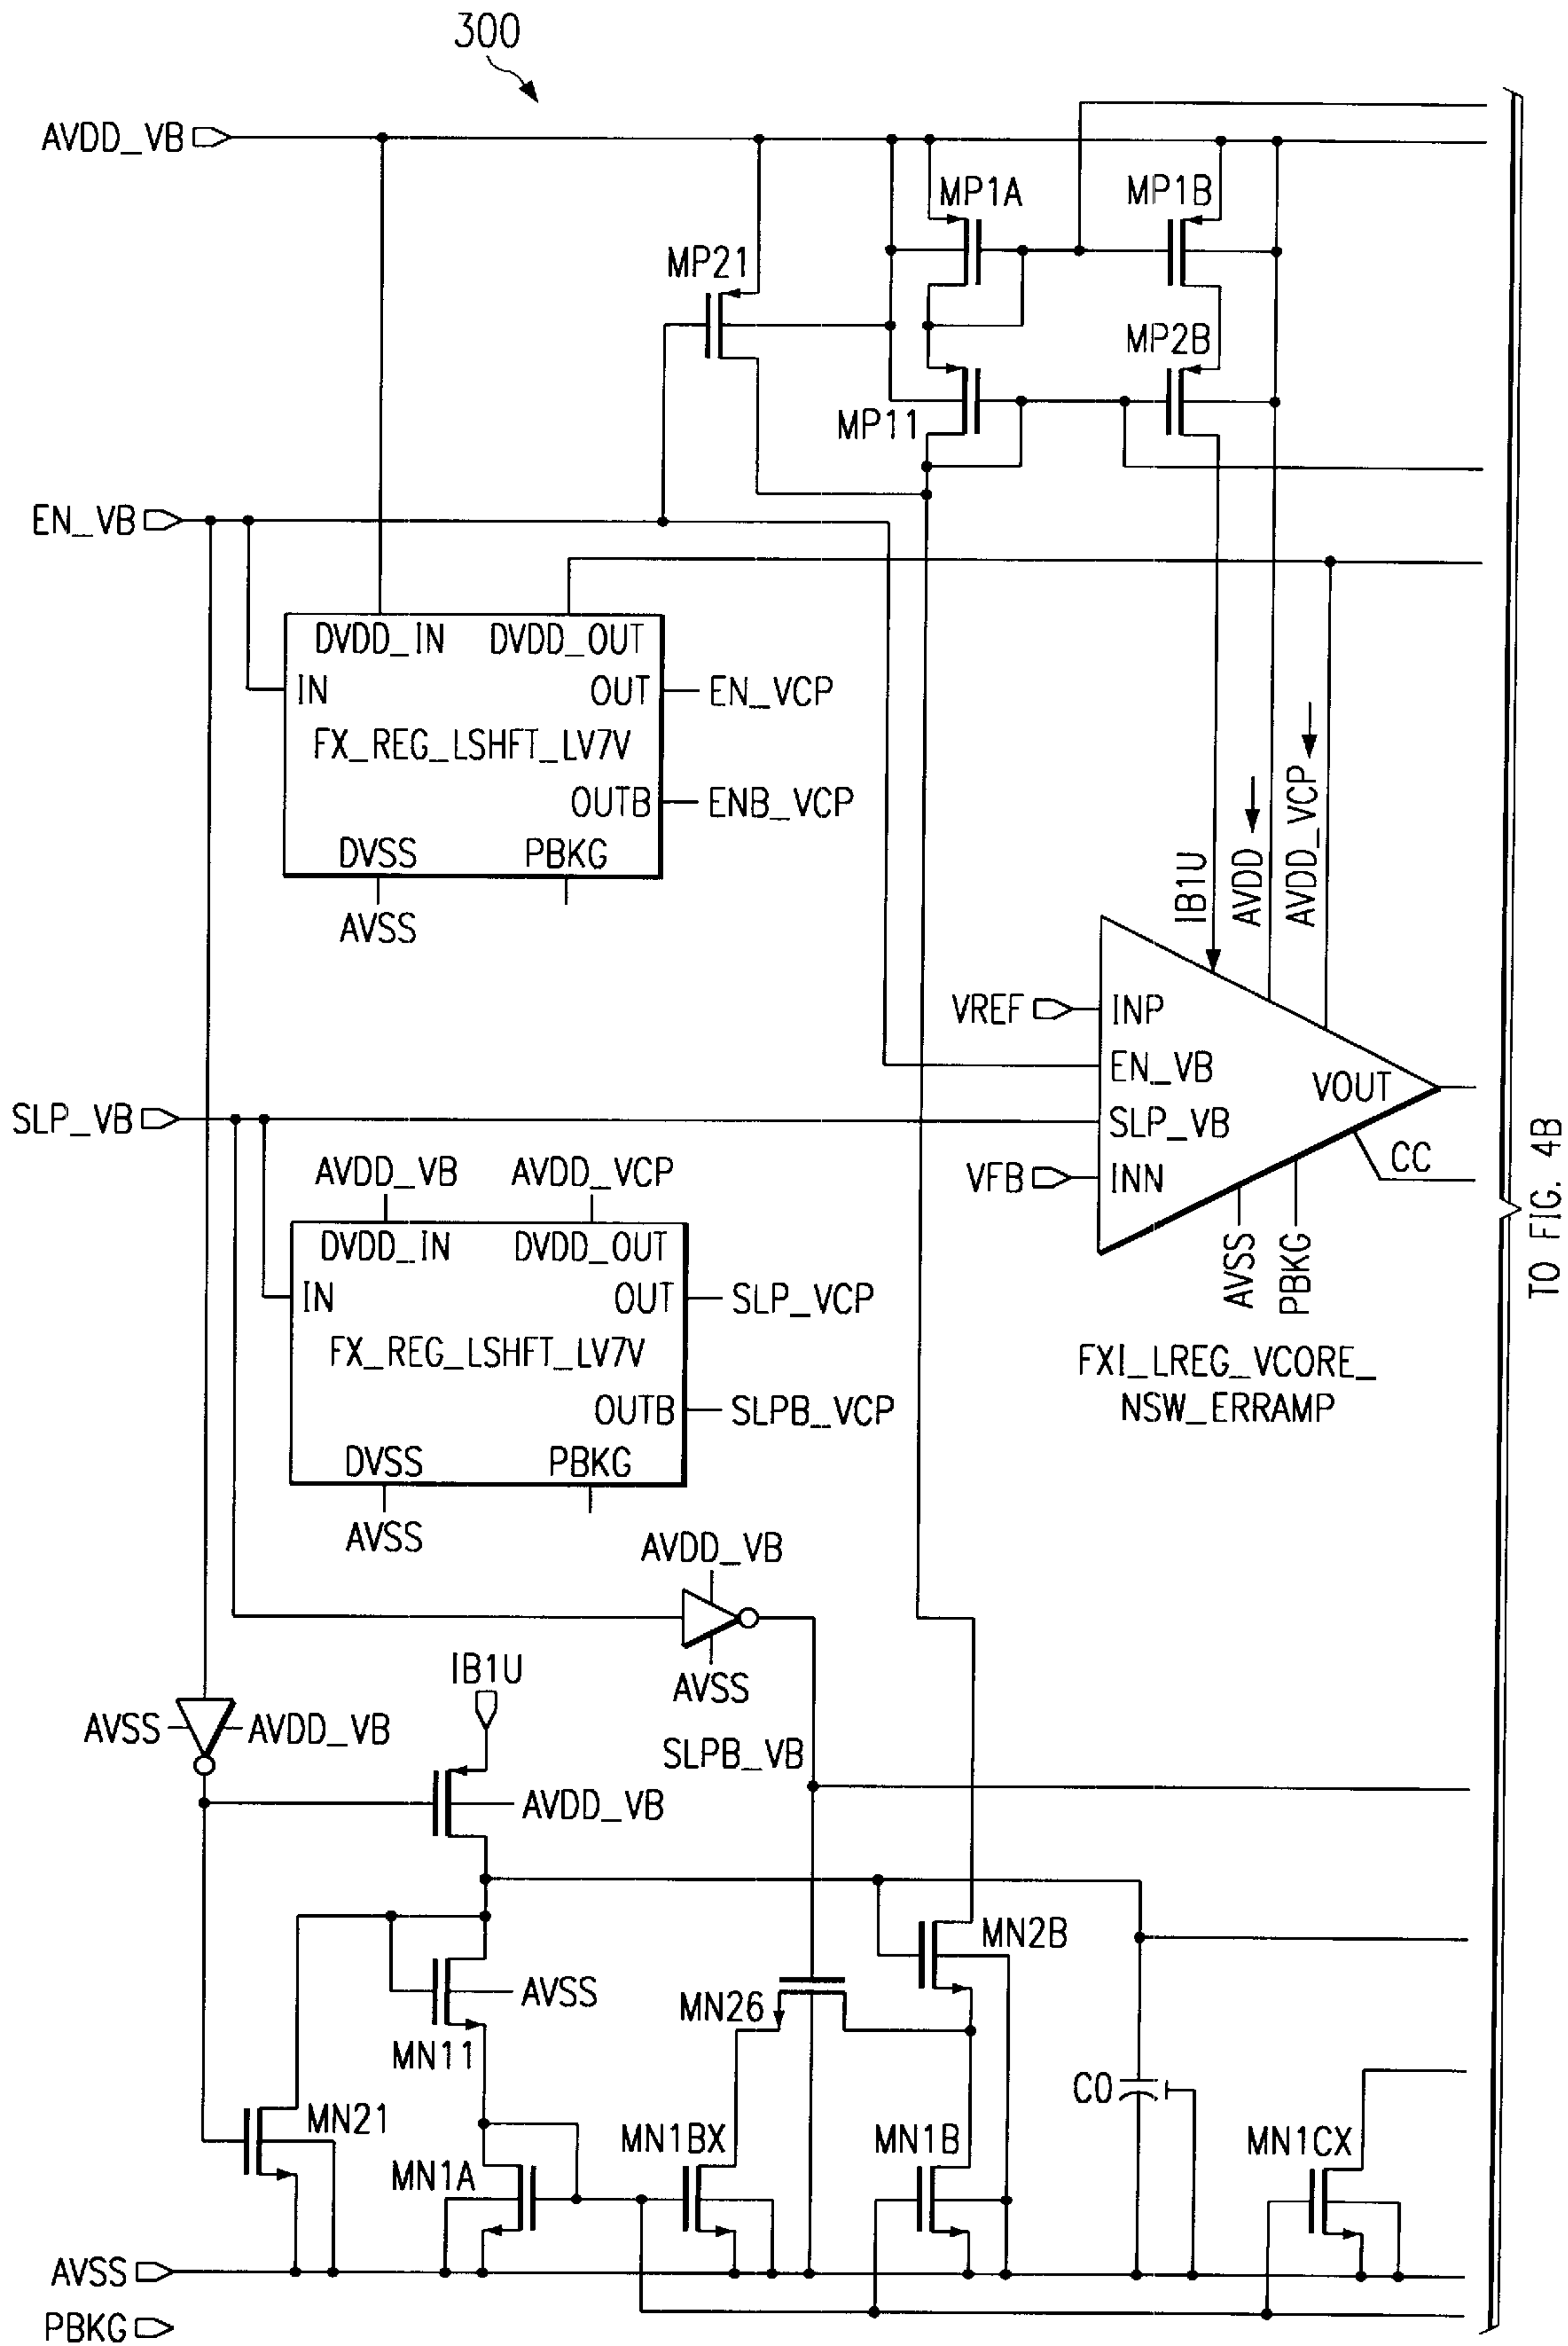 300
AVDD_VB
MP1A
MP1B
MP21
MP2B
MP11
EN_VB
DVDD_IN DVDD_OUT
IN OUT EN_VCP
FX_REG_LSHFT_LV7V
OUTB ENB_VCP
DVSS PBKG
AVSS
IB1U
AVDD
AVDD_VCP
VREF INP
EN_VB
VOUT
SLP_VB
SLP_VB
VFB INN
CC
AVSS
PBKG
FXI_LREG_VCORE_
NSW_ERRAMP
TO FIG. 4B
AVDD_VB AVDD_VCP
DVDD_IN DVDD_OUT
IN OUT SLP_VCP
FX_REG_LSHFT_LV7V
OUTB SLPB_VCP
DVSS PBKG
AVSS
AVDD_VB
AVSS
IB1U
AVSS AVDD_VB
SLPB_VB
AVDD_VB
MN2B
AVSS
MN26
MN11
C0
MN21
MN1A
MN1BX
MN1B
MN1CX
AVSS
PBKG